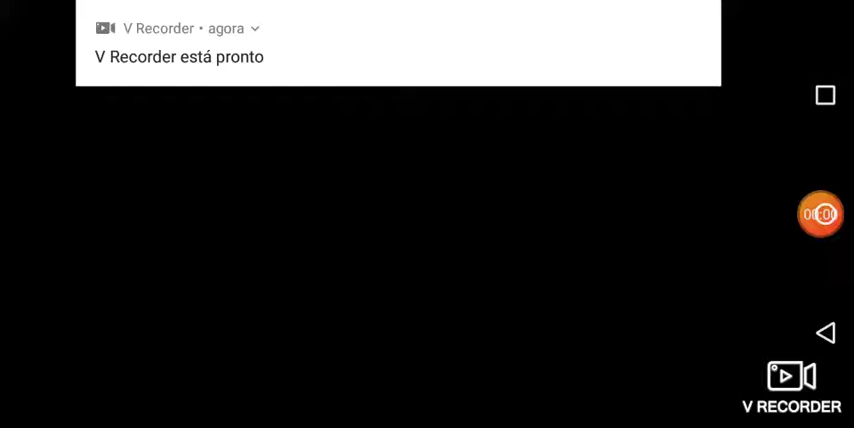 V Recorder • agora
V Recorder está pronto
00:00
V RECORDER